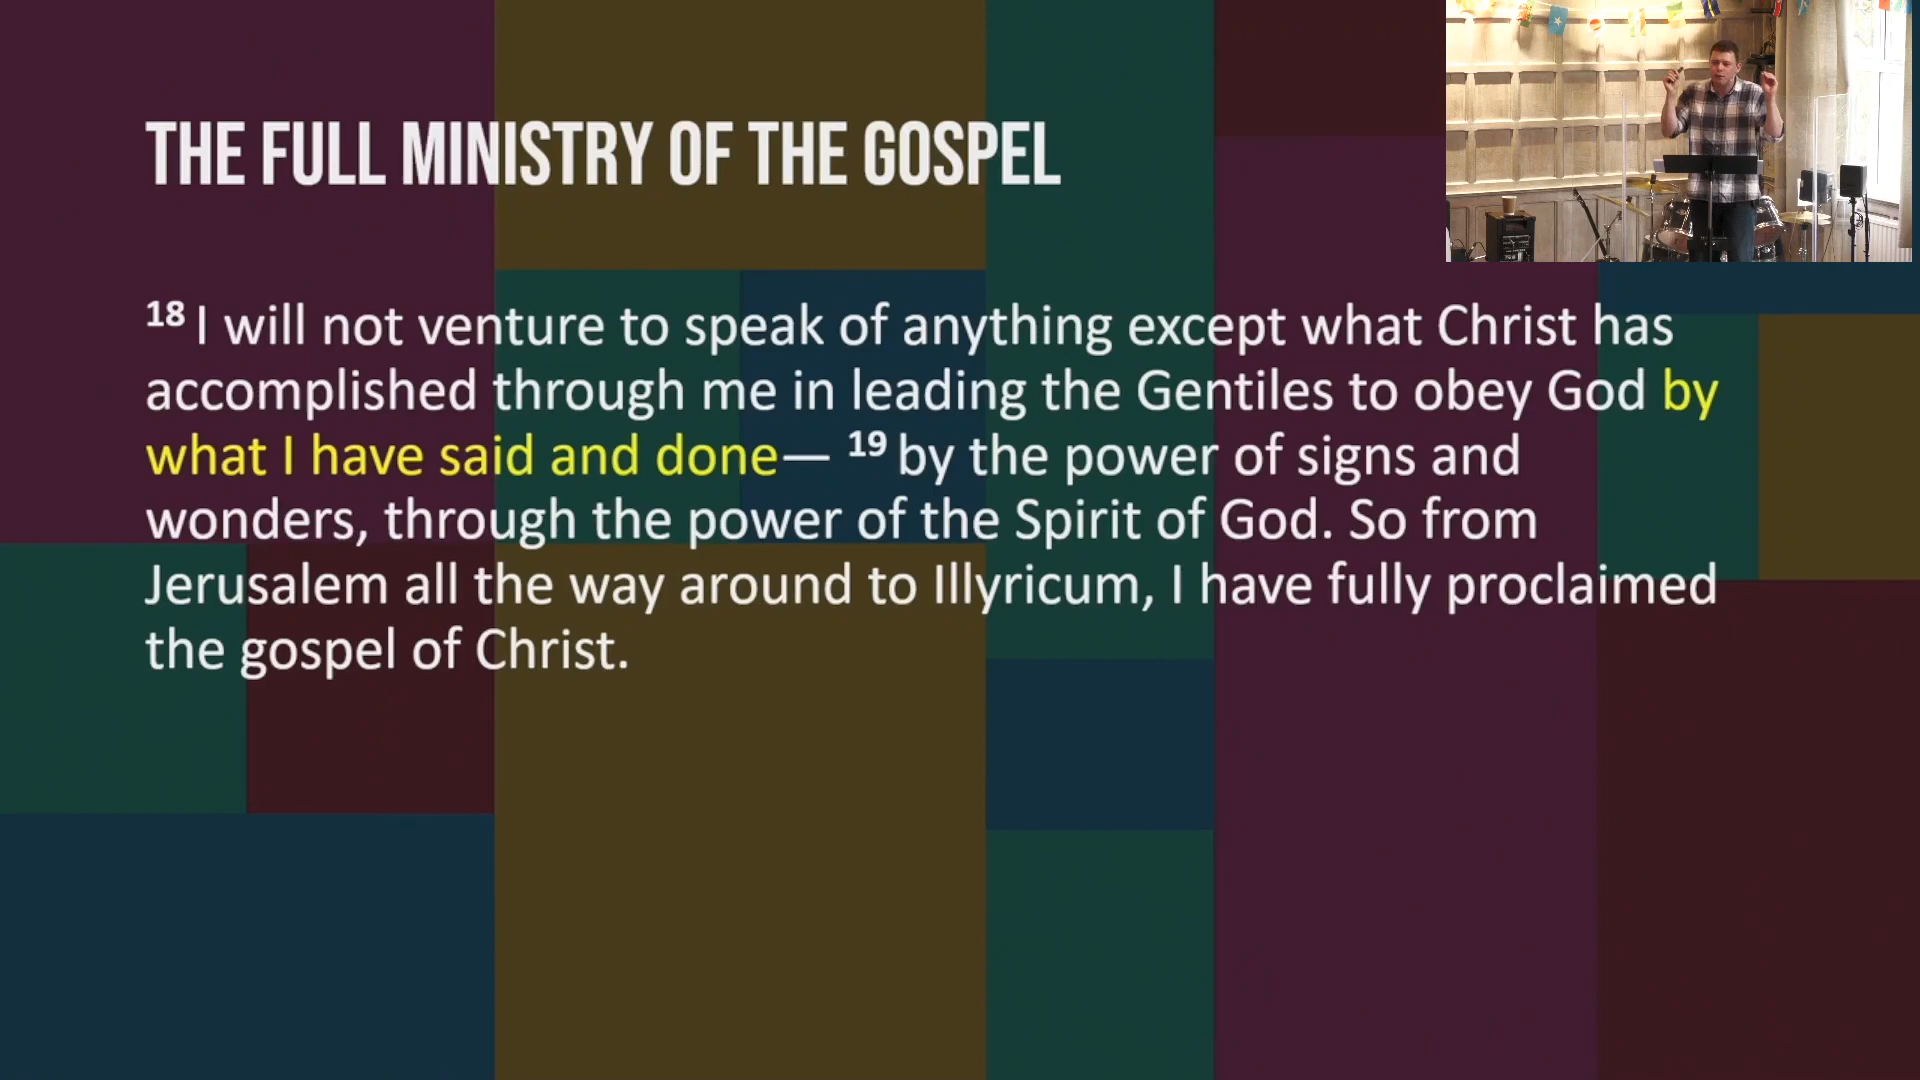 THE FULL MINISTRY OF THE GOSPEL
18 I will not venture to speak of anything except what Christ has
accomplished through me in leading the Gentiles to obey God by
what I have said and done— 19 by the power of signs and
wonders, through the power of the Spirit of God. So from
Jerusalem all the way around to Illyricum, I have fully proclaimed
the gospel of Christ.